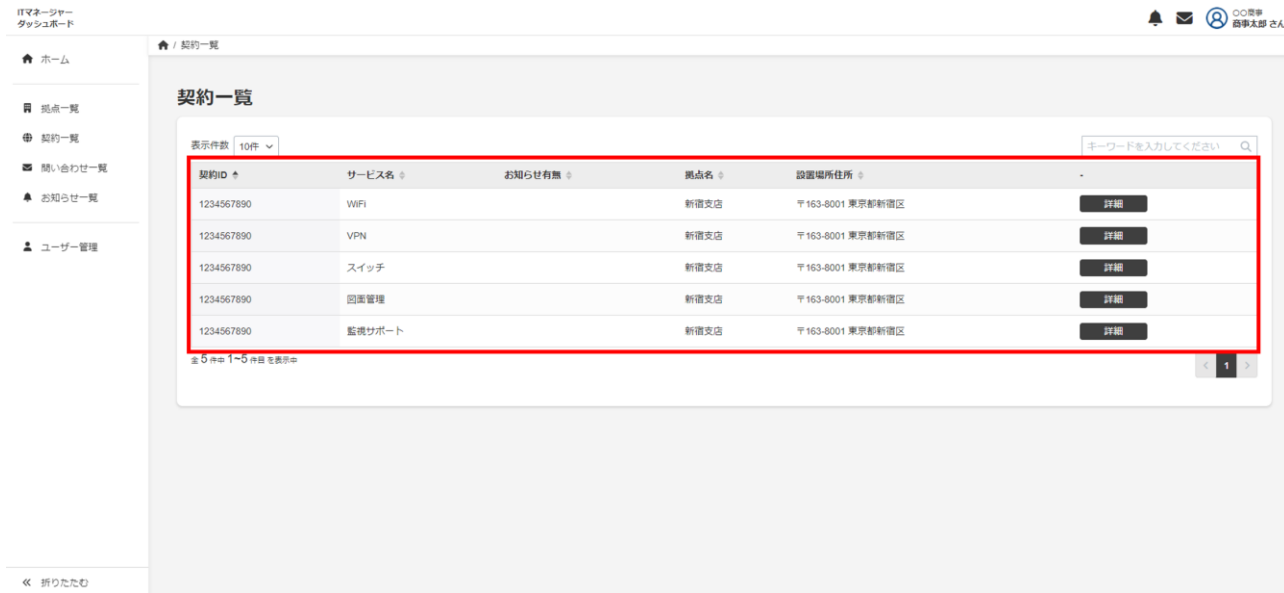 ITマネージャー
ダッシュボード
〇〇商事
商事太郎 さん
ホーム
拠点一覧
契約一覧
問い合わせ一覧
お知らせ一覧
ユーザー管理
折りたたむ
/ 契約一覧
契約一覧
表示件数 10件
キーワードを入力してください
契約ID サービス名 お知らせ有無 拠点名 設置場所住所 -
1234567890 WiFi 新宿支店 〒163-8001 東京都新宿区 詳細
1234567890 VPN 新宿支店 〒163-8001 東京都新宿区 詳細
1234567890 スイッチ 新宿支店 〒163-8001 東京都新宿区 詳細
1234567890 図面管理 新宿支店 〒163-8001 東京都新宿区 詳細
1234567890 監視サポート 新宿支店 〒163-8001 東京都新宿区 詳細
全 5 件中 1~5 件目 を表示中
< 1 >